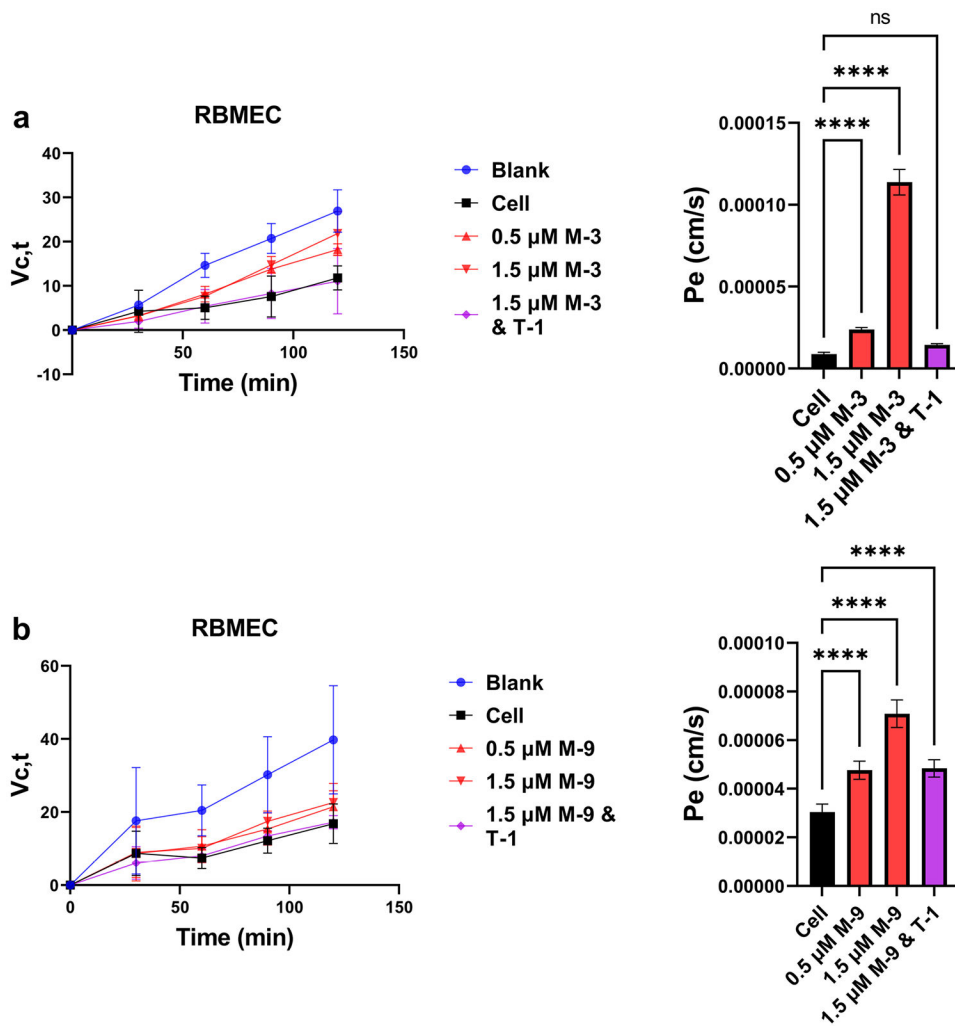 a
RBMEC
Vc,t
40
30
20
10
0
-10
50
100
150
Time (min)
Blank
Cell
0.5 µM M-3
1.5 µM M-3
1.5 µM M-3
& T-1
ns
****
****
Pe (cm/s)
0.00015
0.00010
0.00005
0.00000
Cell
0.5 µM M-3
1.5 µM M-3
1.5 µM M-3 & T-1
b
RBMEC
Vc,t
60
40
20
0
0
50
100
150
Time (min)
Blank
Cell
0.5 µM M-9
1.5 µM M-9
1.5 µM M-9 &
T-1
****
****
****
Pe (cm/s)
0.00010
0.00008
0.00006
0.00004
0.00002
0.00000
Cell
0.5 µM M-9
1.5 µM M-9
1.5 µM M-9 & T-1